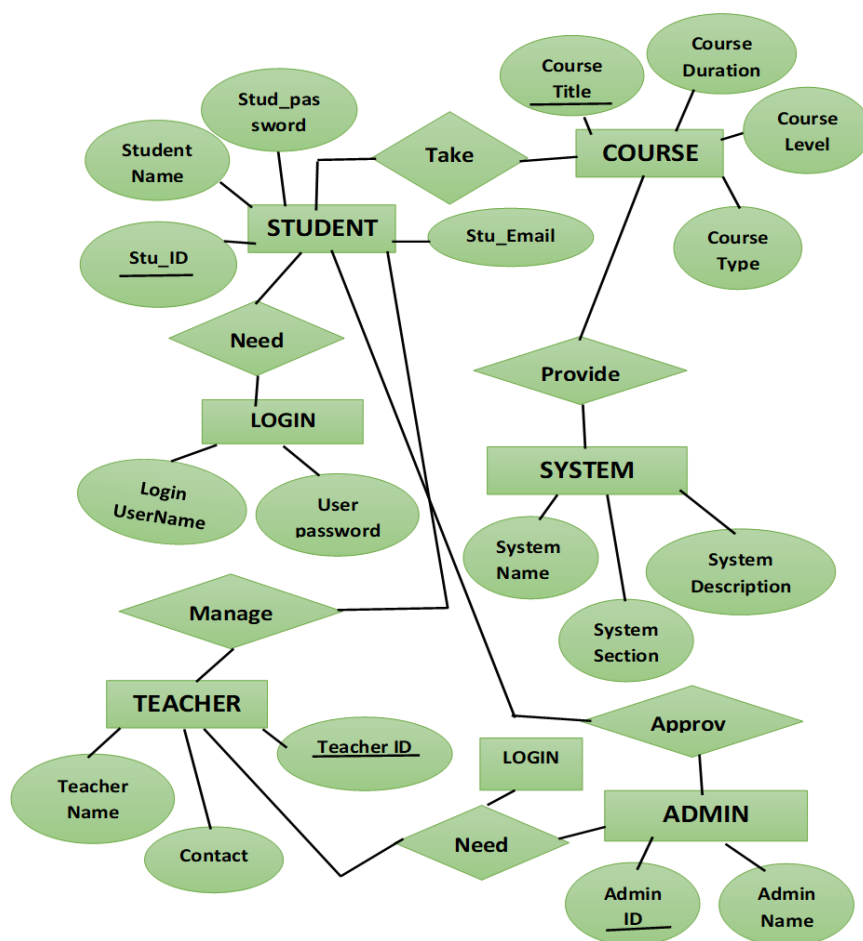 Course
Duration
Course
Title
Stud_pas
sword
Course
Level
Student
Name
Take
COURSE
STUDENT
Stu_Email
Course
Type
Stu_ID
Need
Provide
LOGIN
SYSTEM
Login
UserName
User
password
System
Name
System
Description
Manage
System
Section
TEACHER
Approv
Teacher ID
LOGIN
Teacher
Name
ADMIN
Need
Contact
Admin
ID
Admin
Name